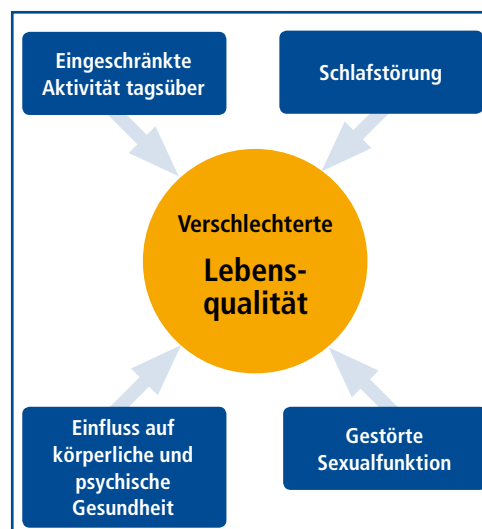 Eingeschränkte
Aktivität tagsüber
Schlafstörung
Verschlechterte
Lebens-
qualität
Einfluss auf
körperliche und
psychische
Gesundheit
Gestörte
Sexualfunktion